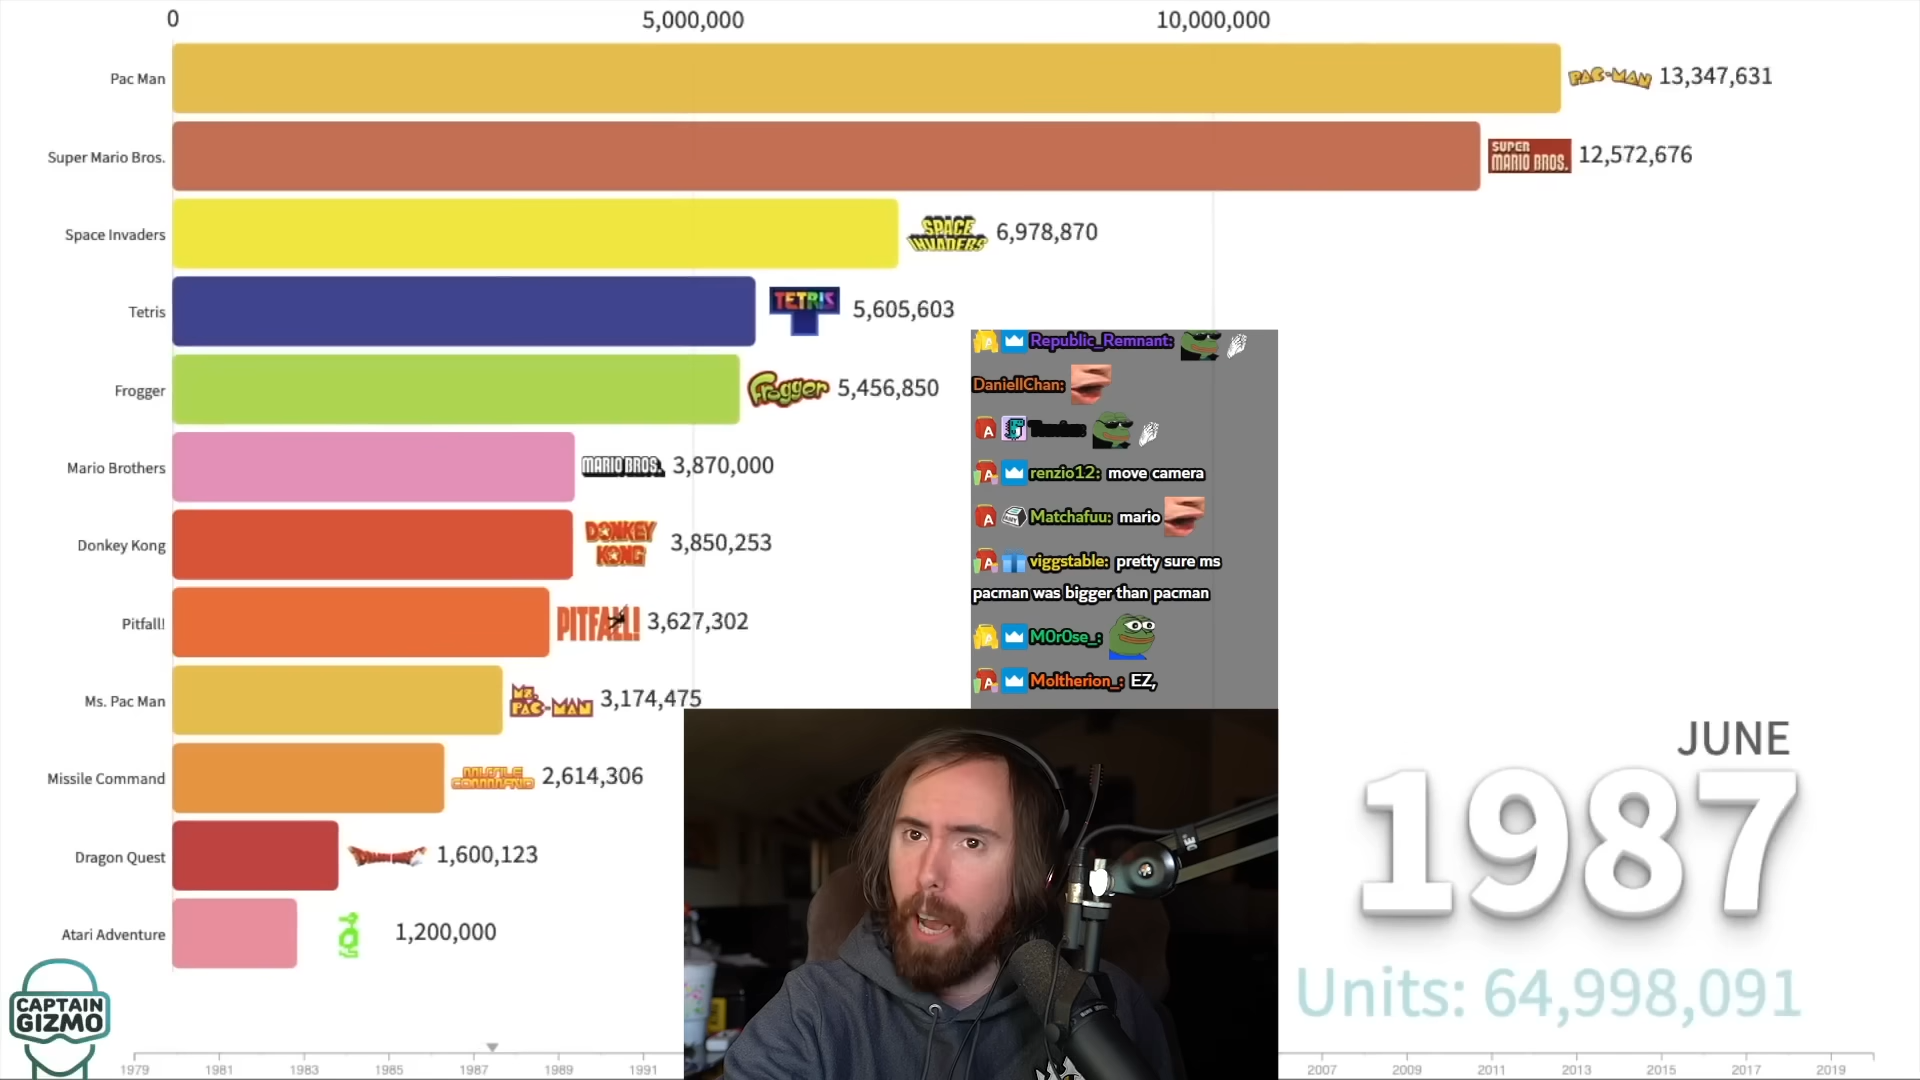 0
5,000,000
10,000,000
Pac Man
PAC-MAN
13,347,631
Super Mario Bros.
SUPER
MARIO BROS.
12,572,676
Space Invaders
SPACE
INVADERS
6,978,870
Tetris
TETRIS
5,605,603
Frogger
Frogger
5,456,850
Mario Brothers
MARIO BROS.
3,870,000
Donkey Kong
DONKEY
KONG
3,850,253
Pitfall!
PITFALL!
3,627,302
Ms. Pac Man
MS.
PAC-MAN
3,174,475
Missile Command
MISSILE
COMMAND
2,614,306
Dragon Quest
DRAGON QUEST
1,600,123
Atari Adventure
1,200,000
Republic_Remnant:
DaniellChan:
renzio12: move camera
Matchafuu: mario
viggstable: pretty sure ms
pacman was bigger than pacman
M0r0se_:
Moltherion_: EZ,
JUNE
1987
Units: 64,998,091
CAPTAIN
GIZMO
1979 1981 1983 1985 1987 1989 1991 2007 2009 2011 2013 2015 2017 2019